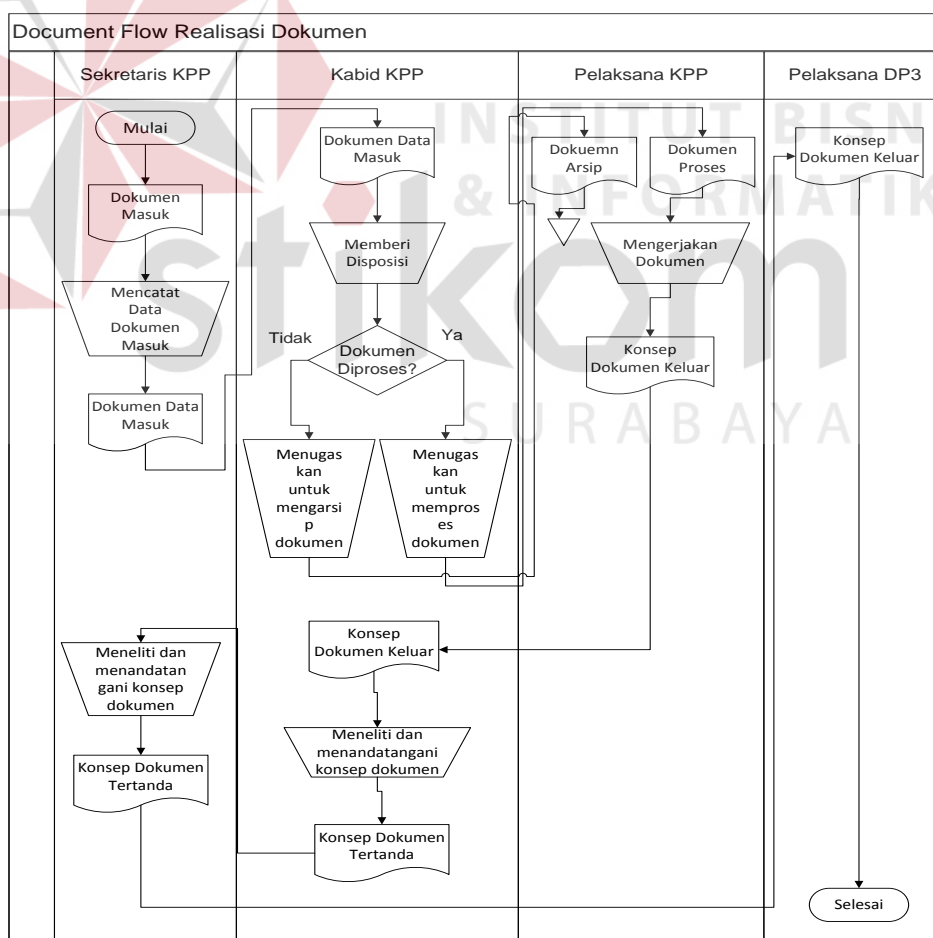 Document Flow Realisasi Dokumen
Sekretaris KPP
Kabid KPP
Pelaksana KPP
Pelaksana DP3
Mulai
Dokumen
Masuk
Mencatat
Data
Dokumen
Masuk
Dokumen Data
Masuk
Dokumen Data
Masuk
Memberi
Disposisi
Tidak
Dokumen
Diproses?
Ya
Menugas
kan
untuk
mengarsi
p
dokumen
Menugas
kan
untuk
mempros
es
dokumen
Dokuemn
Arsip
Dokumen
Proses
Mengerjakan
Dokumen
Konsep
Dokumen Keluar
Konsep
Dokumen Keluar
Meneliti dan
menandatangani
konsep dokumen
Konsep Dokumen
Tertanda
Meneliti dan
menandatan
gani konsep
dokumen
Konsep Dokumen
Tertanda
Konsep
Dokumen Keluar
Selesai
INSTITUT BISN
& INFORMATIK
stikom
SURABAYA